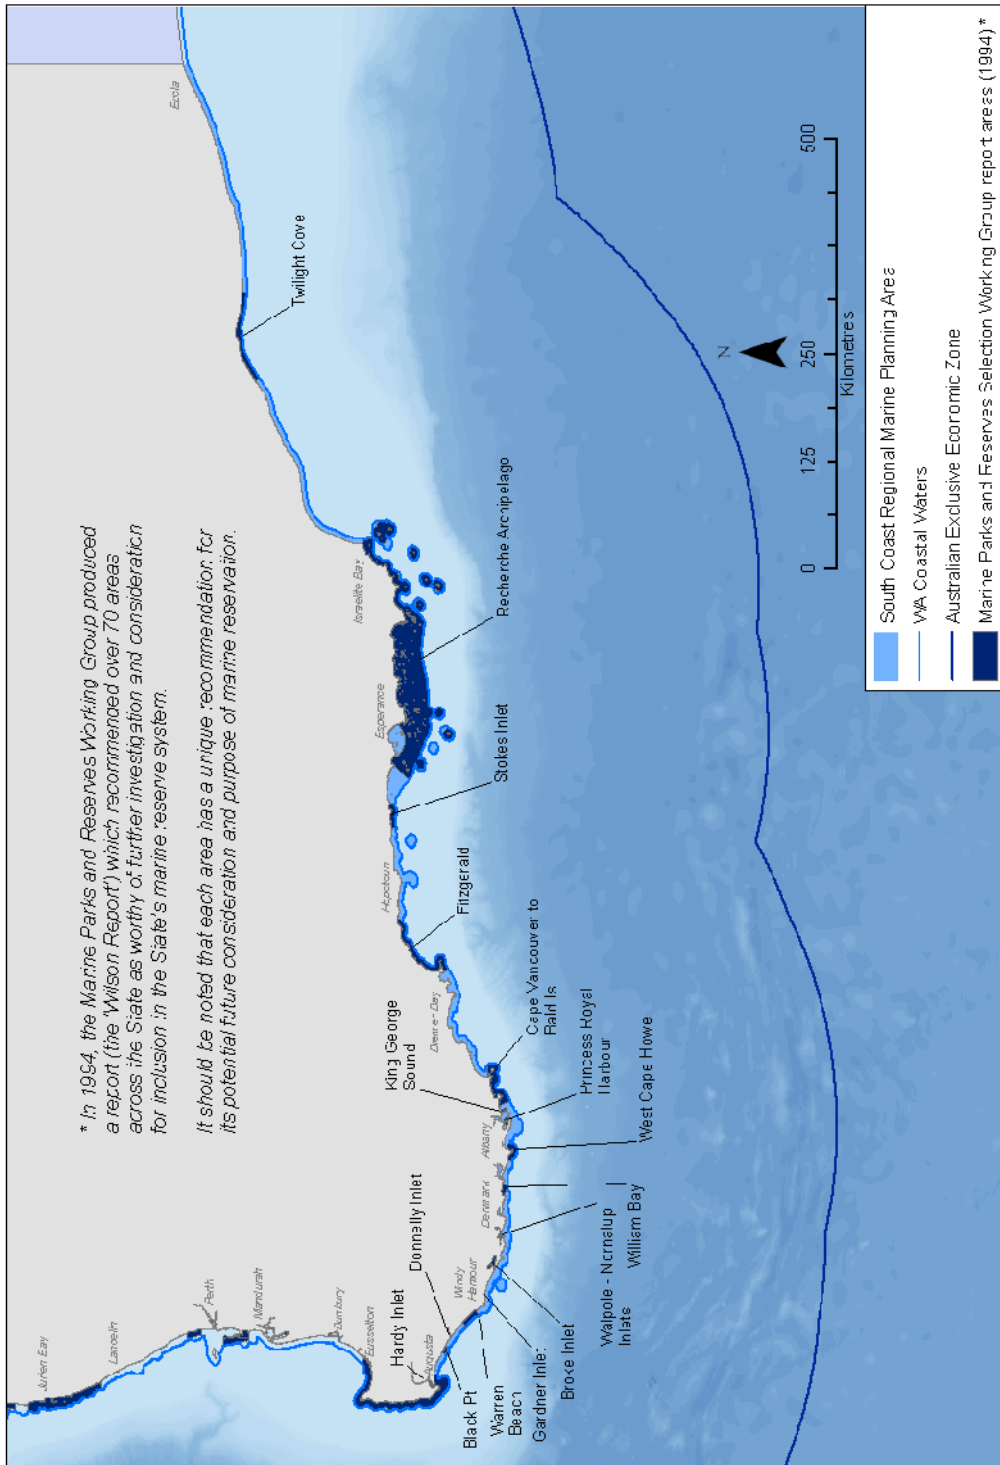 * In 1994, the Marine Parks and Reserves Working Group produced
a report (the 'Wilson Report') which recommended over 70 areas
across the State as worthy of further investigation and consideration
for inclusion in the State's marine reserve system.
It should be noted that each area has a unique recommendation for
its potential future consideration and purpose of marine reservation.
Jurien Bay
Lancelin
Perth
Mandurah
Bunbury
Busselton
Augusta
Windy
Harbour
Denmark
Albany
Bremer Bay
Hopetoun
Esperance
Israelite Bay
Eucla
Hardy Inlet
Donnelly Inlet
King George
Sound
Black Pt
Warren
Beach
Gardner Inlet
Broke Inlet
Walpole - Nornalup
Inlets
William Bay
West Cape Howe
Princess Royal
Harbour
Cape Vancouver to
Bald Is
Fitzgerald
Stokes Inlet
Recherche Archipelago
Twilight Cove
N
0 125 250 500
Kilometres
South Coast Regional Marine Planning Area
WA Coastal Waters
Australian Exclusive Economic Zone
Marine Parks and Reserves Selection Working Group report areas (1994) *